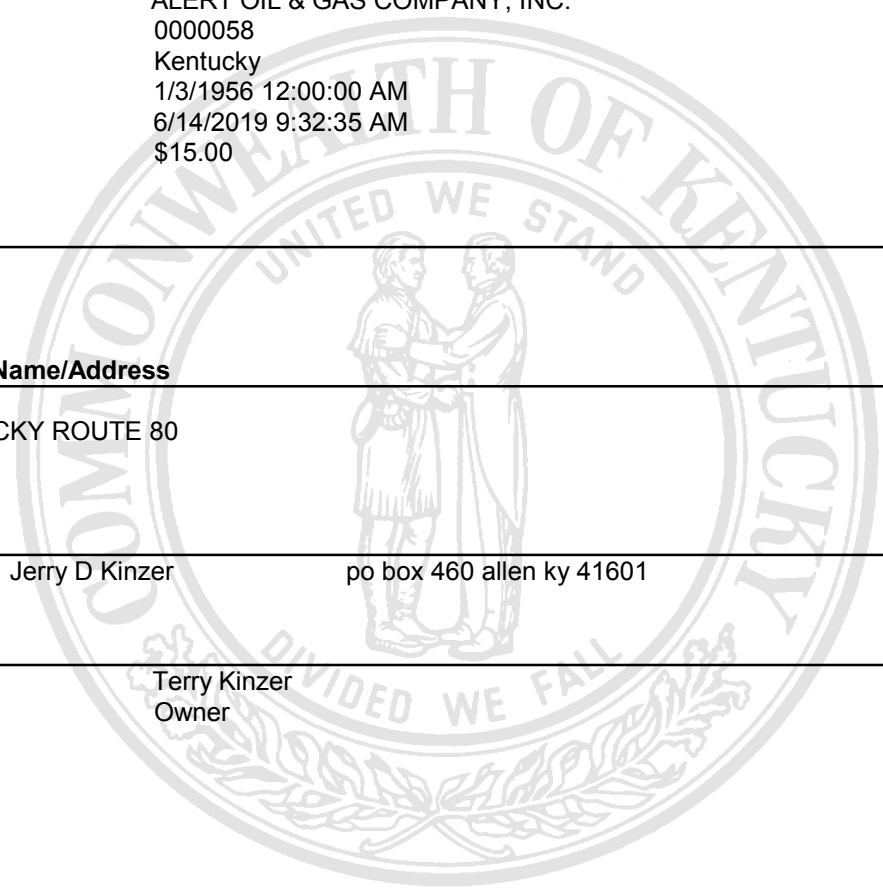 ALERT OIL & GAS COMPANY, INC.
0000058
Kentucky
1/3/1956 12:00:00 AM
6/14/2019 9:32:35 AM
$15.00
Name/Address
CKY ROUTE 80
Jerry D Kinzer po box 460 allen ky 41601
Terry Kinzer
Owner
COMMONWEALTH OF KENTUCKY
UNITED WE STAND
DIVIDED WE FALL